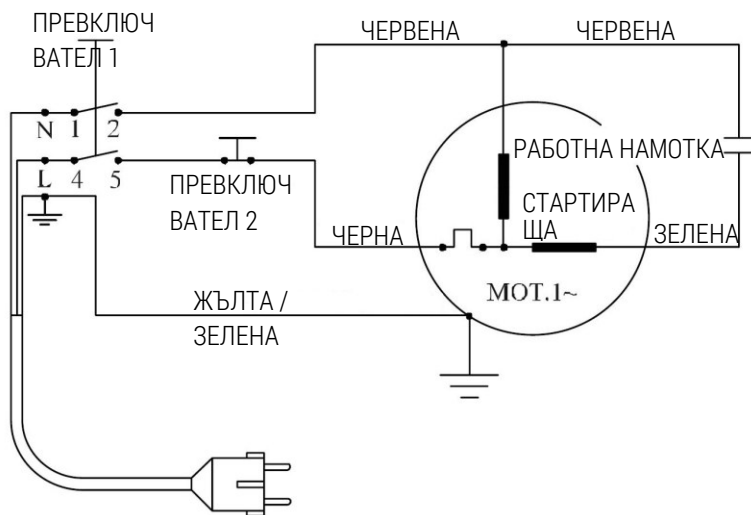 ПРЕВКЛЮЧ
ВАТЕЛ 1
ЧЕРВЕНА
ЧЕРВЕНА
N 1 2
РАБОТНА НАМОТКА
L 4 5
ПРЕВКЛЮЧ
ВАТЕЛ 2
СТАРТИРА
ЩА
ЧЕРНА
ЗЕЛЕНА
МОТ.1~
ЖЪЛТА /
ЗЕЛЕНА